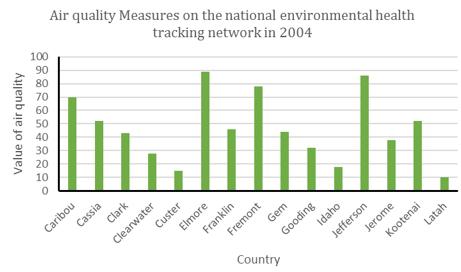 Air quality Measures on the national environmental health
tracking network in 2004
Value of air quality
100
90
80
70
60
50
40
30
20
10
0
Caribou
Cassia
Clark
Clearwater
Custer
Elmore
Franklin
Fremont
Gem
Gooding
Idaho
Jefferson
Jerome
Kootenai
Latah
Country